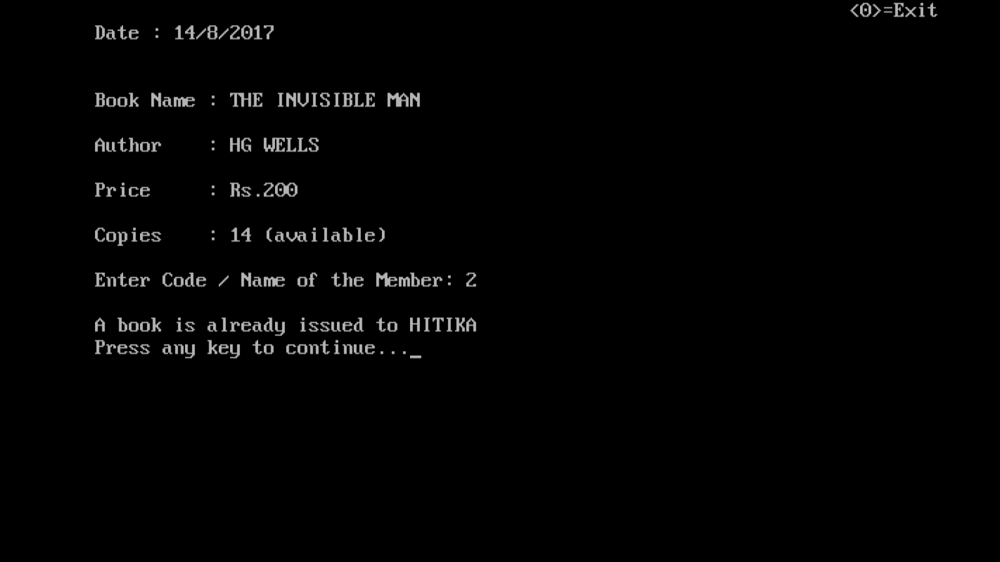 <0>=Exit
Date : 14/8/2017
Book Name : THE INVISIBLE MAN
Author    : HG WELLS
Price     : Rs.200
Copies    : 14 (available)
Enter Code / Name of the Member: 2
A book is already issued to HITIKA
Press any key to continue..._